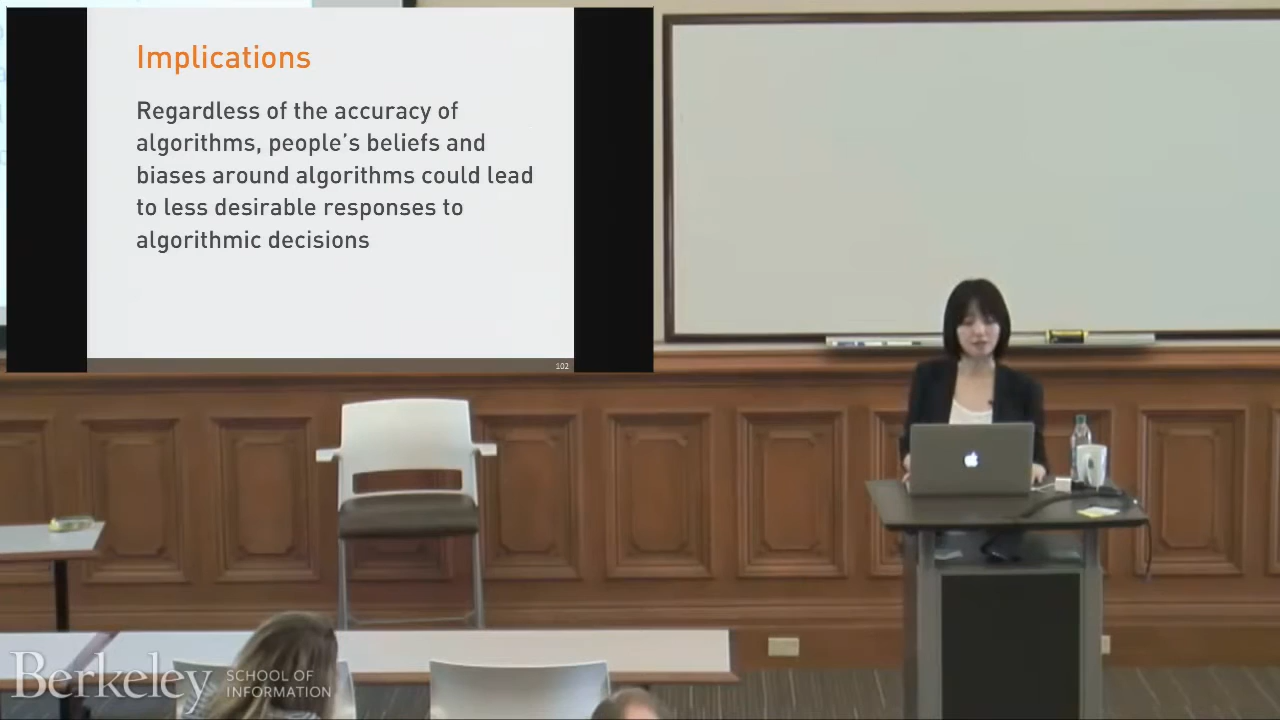 Implications
Regardless of the accuracy of
algorithms, people's beliefs and
biases around algorithms could lead
to less desirable responses to
algorithmic decisions
102
Berkeley
SCHOOL OF
INFORMATION